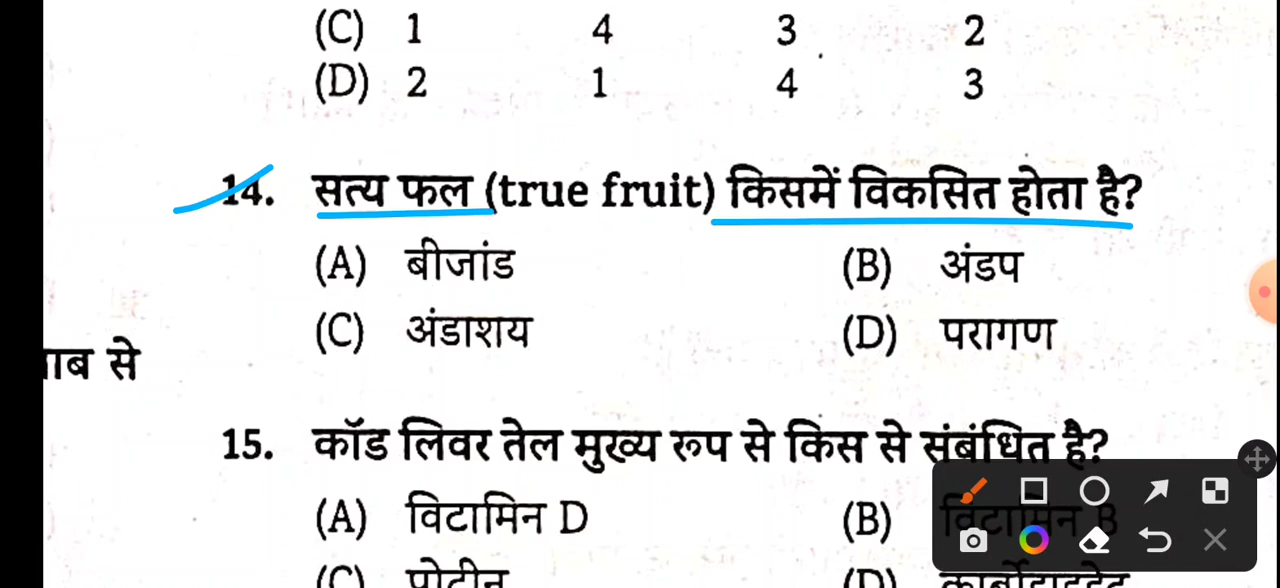 (C) 1 4 3 2
(D) 2 1 4 3
14. सत्य फल (true fruit) किसमें विकसित होता है?
(A) बीजांड (B) अंडप
(C) अंडाशय (D) परागण
ाब से
15. कॉड लिवर तेल मुख्य रूप से किस से संबंधित है?
(A) विटामिन D (B) विटामिन B
(C) प्रोटीन (D) कार्बोहाइड्रेट